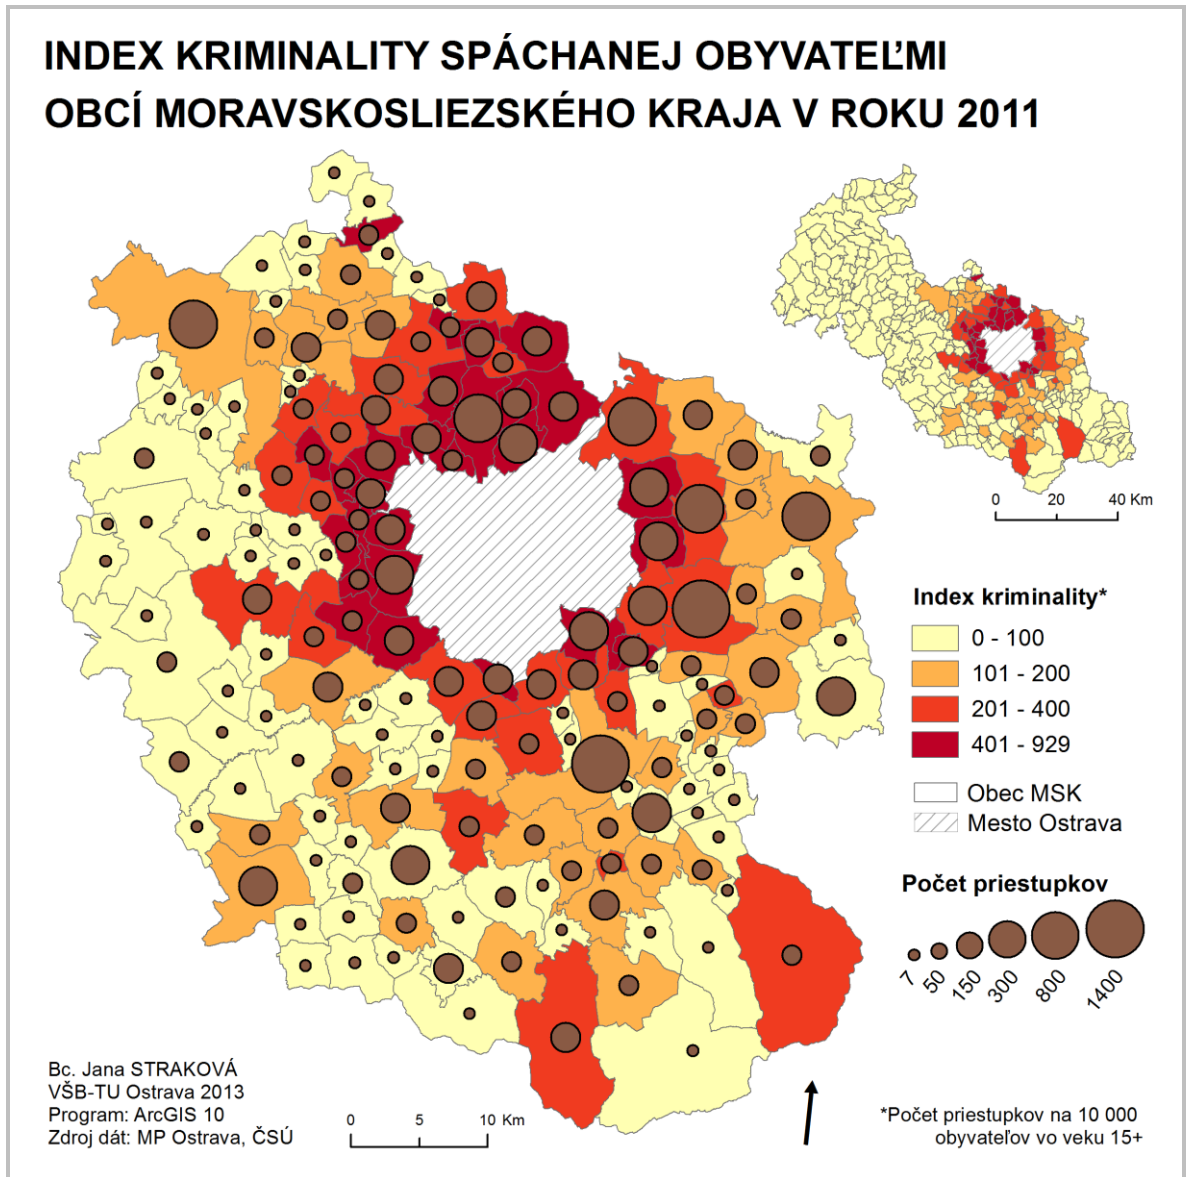 INDEX KRIMINALITY SPÁCHANEJ OBYVATEĽMI
OBCÍ MORAVSKOSLIEZSKÉHO KRAJA V ROKU 2011
0 20 40 Km
Index kriminality*
0 - 100
101 - 200
201 - 400
401 - 929
Obec MSK
Mesto Ostrava
Počet priestupkov
7 50 150 300 800 1400
Bc. Jana STRAKOVÁ
VŠB-TU Ostrava 2013
Program: ArcGIS 10
Zdroj dát: MP Ostrava, ČSÚ
0 5 10 Km
*Počet priestupkov na 10 000
obyvateľov vo veku 15+